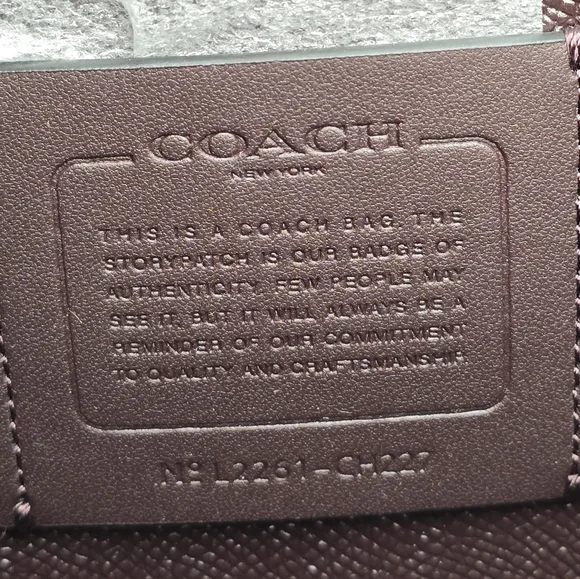 COACH
NEW YORK
THIS IS A COACH BAG. THE
STORYPATCH IS OUR BADGE OF
AUTHENTICITY. FEW PEOPLE MAY
SEE IT, BUT IT WILL ALWAYS BE A
REMINDER OF OUR COMMITMENT
TO QUALITY AND CRAFTSMANSHIP.
Nº L2261-CH227